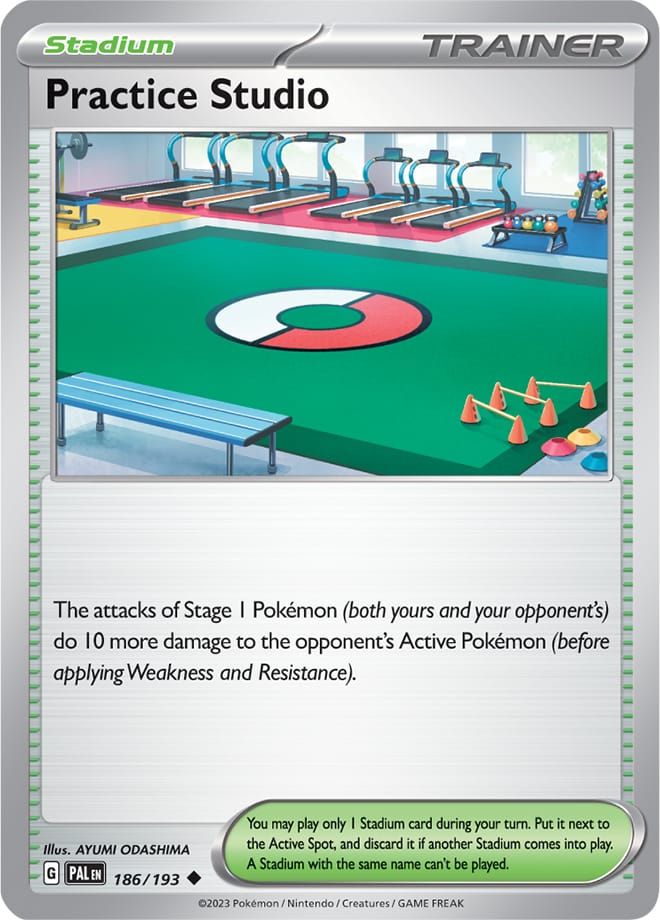 Stadium
TRAINER
Practice Studio
The attacks of Stage 1 Pokémon (both yours and your opponent's)
do 10 more damage to the opponent's Active Pokémon (before
applying Weakness and Resistance).
You may play only 1 Stadium card during your turn. Put it next to
the Active Spot, and discard it if another Stadium comes into play.
A Stadium with the same name can't be played.
Illus. AYUMI ODASHIMA
G PAL EN 186/193 ◆
©2023 Pokémon / Nintendo / Creatures / GAME FREAK